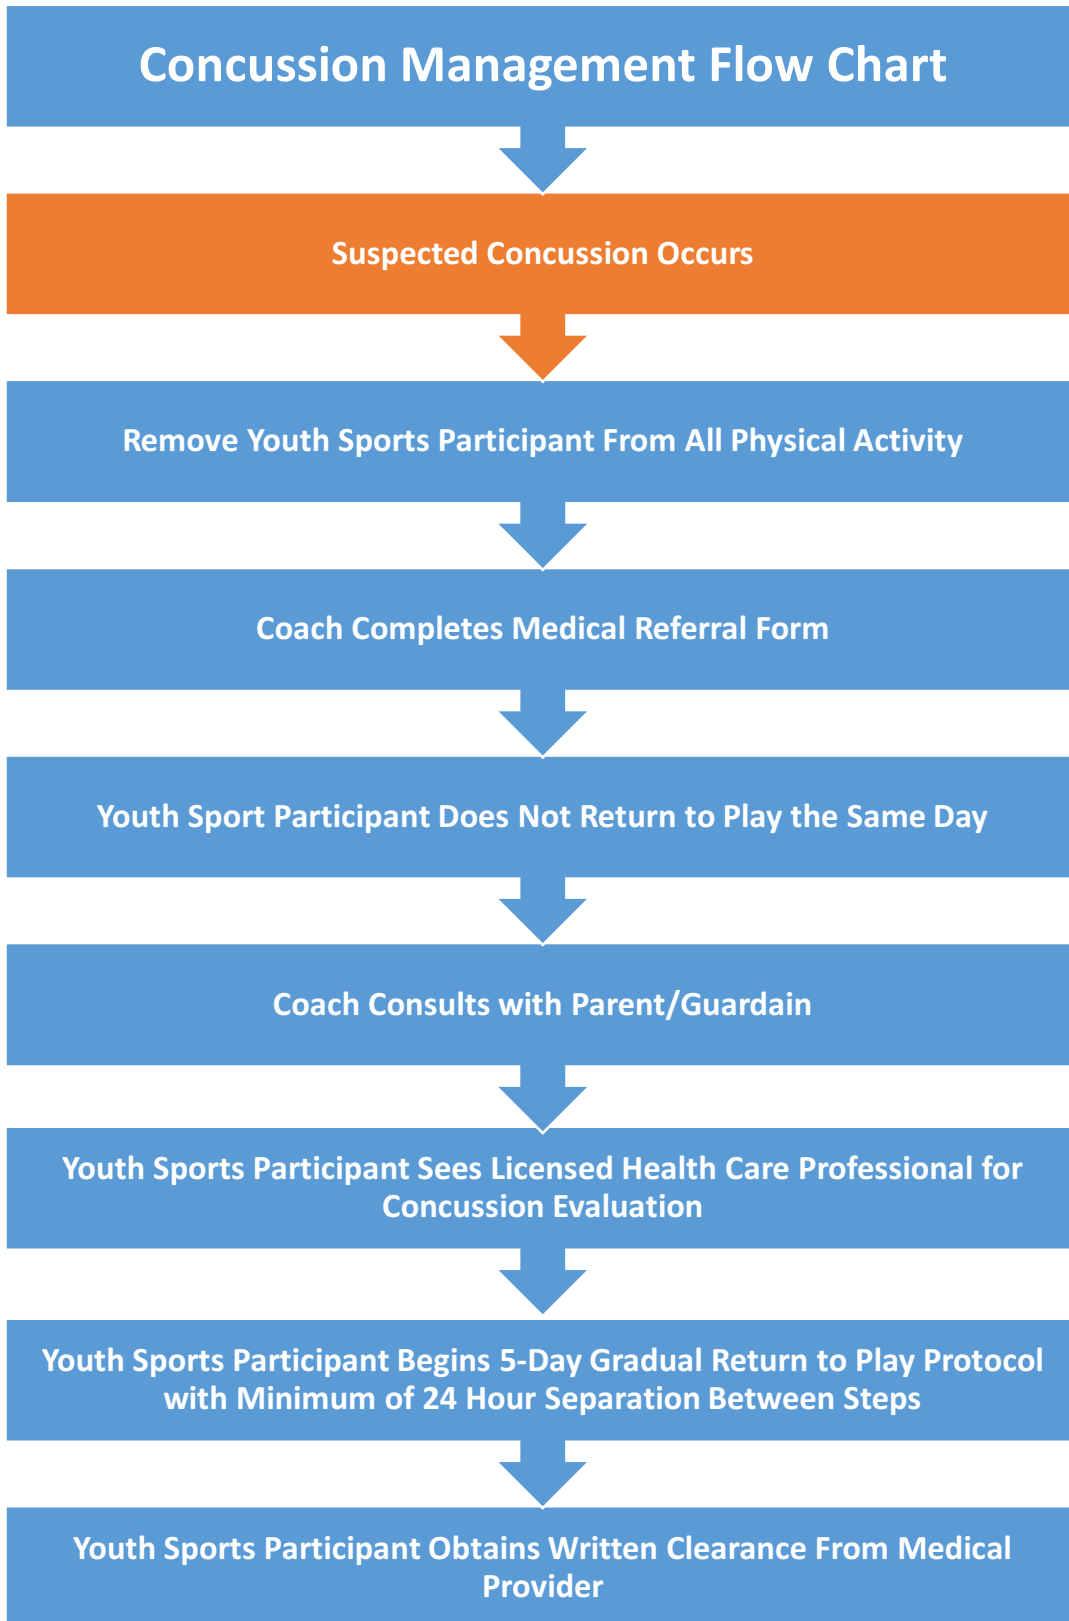 Concussion Management Flow Chart
Suspected Concussion Occurs
Remove Youth Sports Participant From All Physical Activity
Coach Completes Medical Referral Form
Youth Sport Participant Does Not Return to Play the Same Day
Coach Consults with Parent/Guardain
Youth Sports Participant Sees Licensed Health Care Professional for
Concussion Evaluation
Youth Sports Participant Begins 5-Day Gradual Return to Play Protocol
with Minimum of 24 Hour Separation Between Steps
Youth Sports Participant Obtains Written Clearance From Medical
Provider